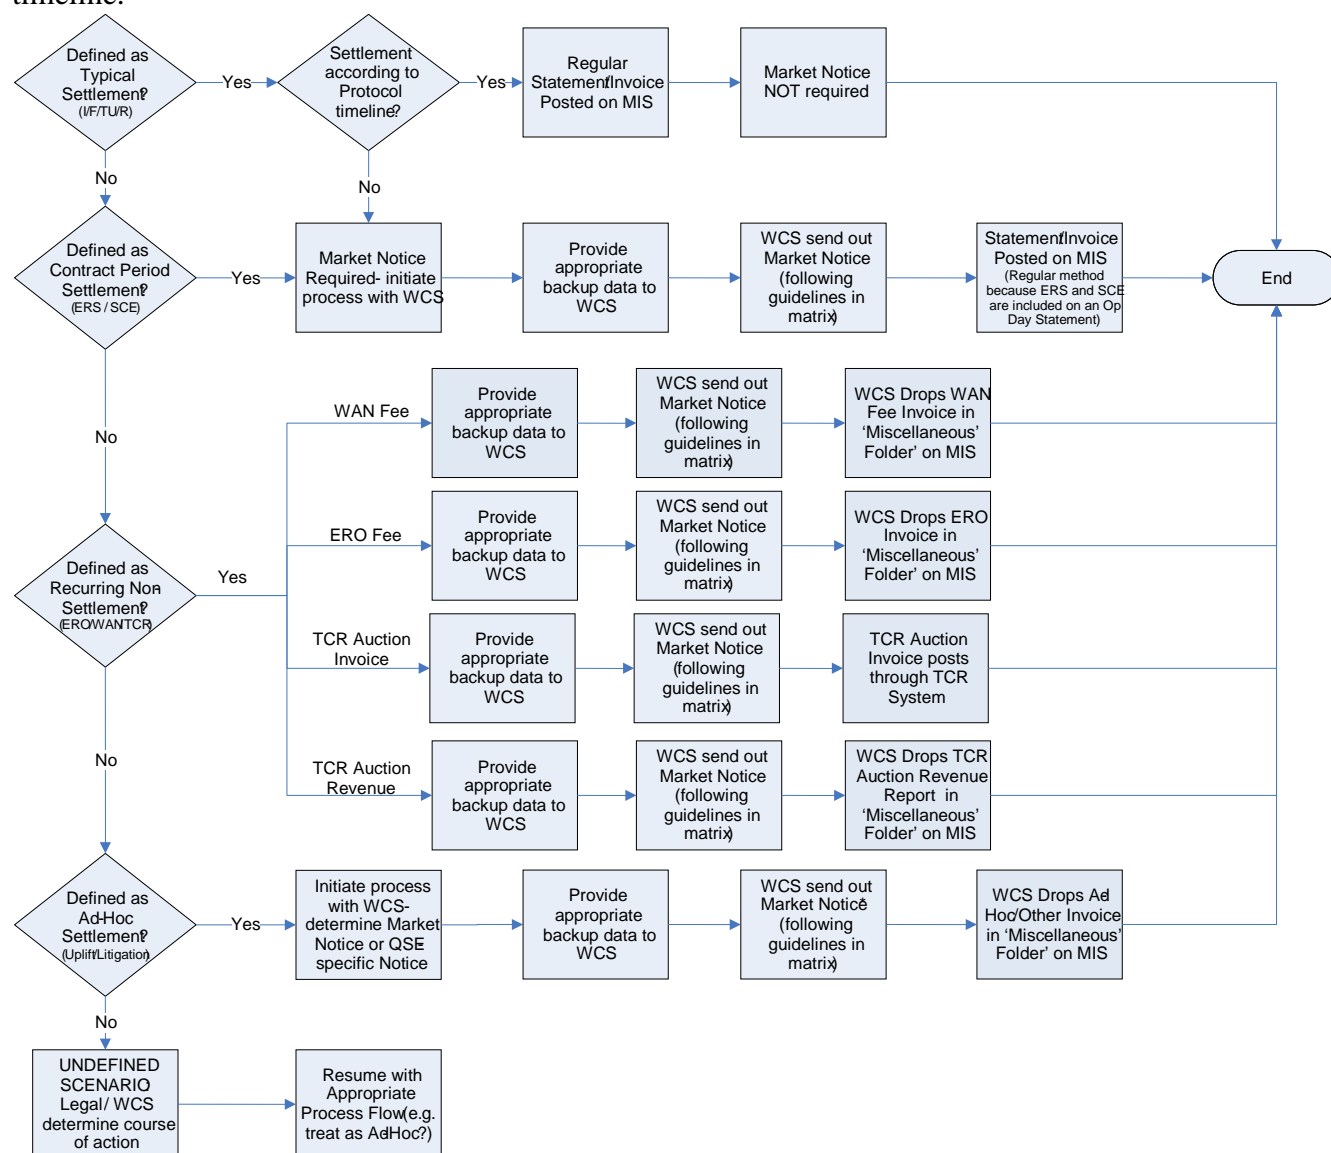 timeline.
Defined as
Typical
Settlement?
(I/F/TU/R)
Yes
Settlement
according to
Protocol
timeline?
Yes
Regular
Statement/Invoice
Posted on MIS
Market Notice
NOT required
No
No
Defined as
Contract Period
Settlement?
(ERS / SCE)
Yes
Market Notice
Required- initiate
process with WCS
Provide
appropriate
backup data to
WCS
WCS send out
Market Notice
(following
guidelines in
matrix)
Statement/Invoice
Posted on MIS
(Regular method
because ERS and SCE
are included on an Op
Day Statement)
End
No
WAN Fee
Provide
appropriate
backup data to
WCS
WCS send out
Market Notice
(following
guidelines in
matrix)
WCS Drops WAN
Fee Invoice in
‘Miscellaneous’
Folder’ on MIS
ERO Fee
Provide
appropriate
backup data to
WCS
WCS send out
Market Notice
(following
guidelines in
matrix)
WCS Drops ERO
Invoice in
‘Miscellaneous’
Folder’ on MIS
Defined as
Recurring Non-
Settlement?
(ERO/WAN/TCR)
Yes
TCR Auction
Invoice
Provide
appropriate
backup data to
WCS
WCS send out
Market Notice
(following
guidelines in
matrix)
TCR Auction
Invoice posts
through TCR
System
TCR Auction
Revenue
Provide
appropriate
backup data to
WCS
WCS send out
Market Notice
(following
guidelines in
matrix)
WCS Drops TCR
Auction Revenue
Report in
‘Miscellaneous’
Folder’ on MIS
No
Defined as
Ad-Hoc
Settlement?
(Uplift/Litigation)
Yes
Initiate process
with WCS-
determine Market
Notice or QSE
specific Notice
Provide
appropriate
backup data to
WCS
WCS send out
Market Notice*
(following
guidelines in
matrix)
WCS Drops Ad-
Hoc/Other Invoice
in ‘Miscellaneous’
Folder’ on MIS
No
UNDEFINED
SCENARIO:
Legal / WCS
determine course
of action
Resume with
Appropriate
Process Flow(e.g.
treat as Ad-Hoc?)